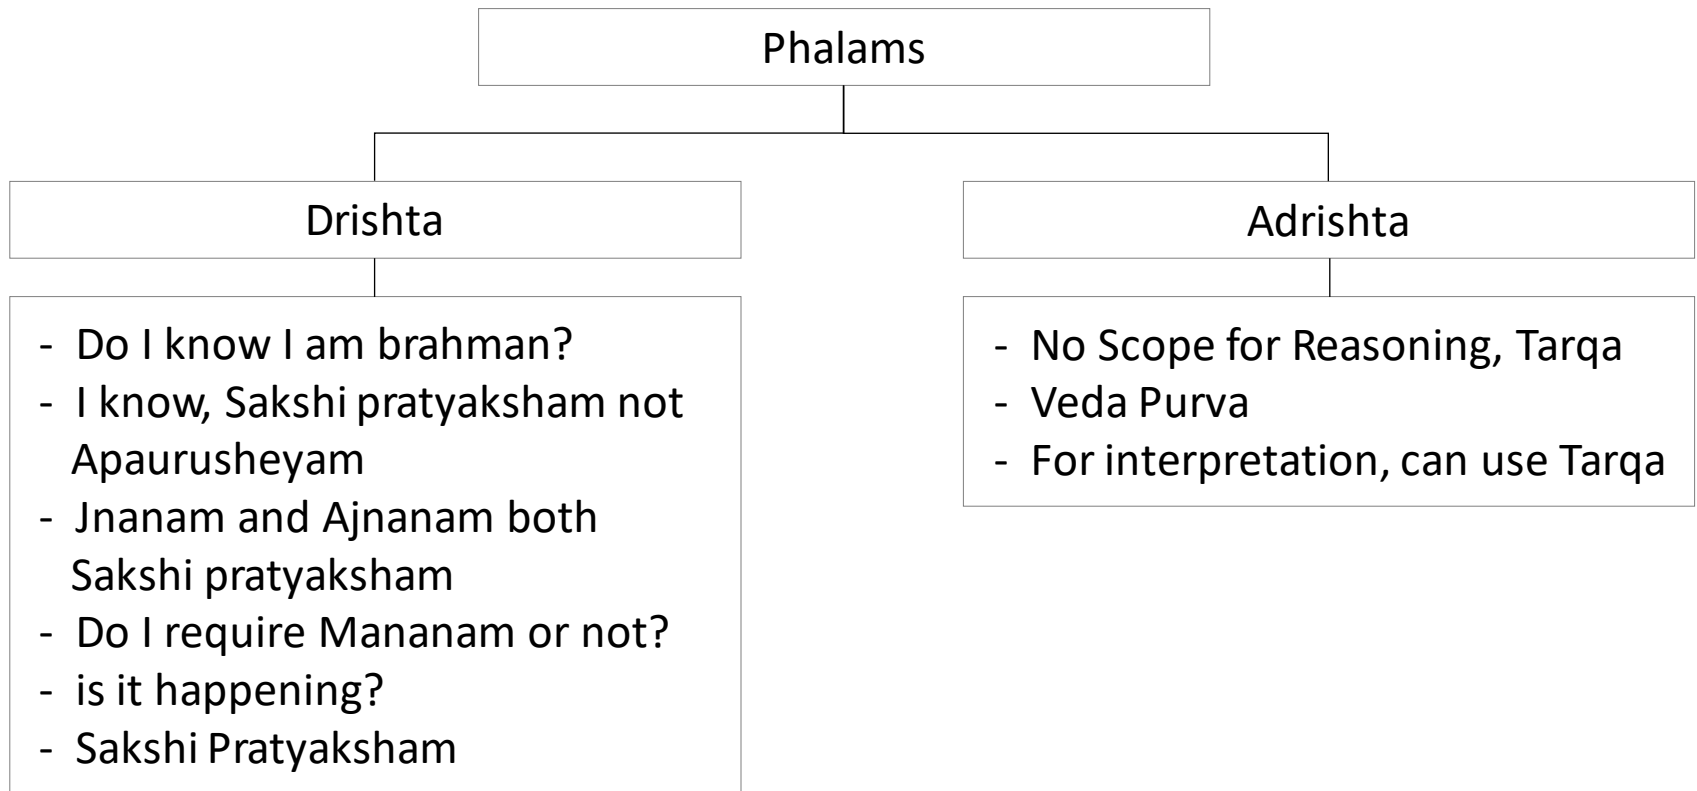 Phalams
Drishta
- Do I know I am brahman?
- I know, Sakshi pratyaksham not
Apaurusheyam
- Jnanam and Ajnanam both
Sakshi pratyaksham
- Do I require Mananam or not?
- is it happening?
- Sakshi Pratyaksham
Adrishta
- No Scope for Reasoning, Tarqa
- Veda Purva
- For interpretation, can use Tarqa